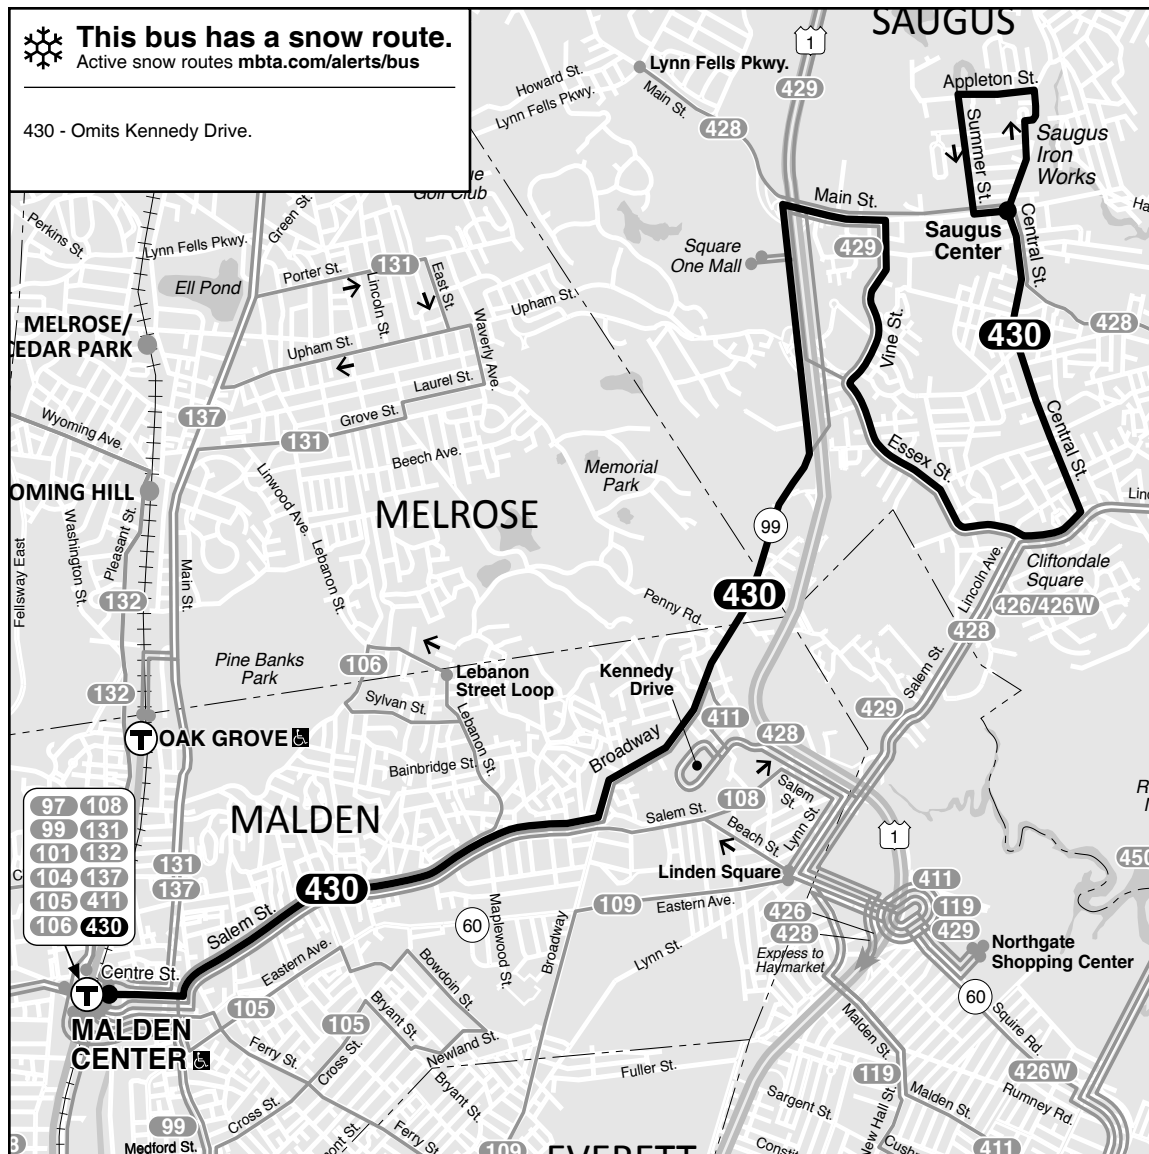 This bus has a snow route.
Active snow routes mbta.com/alerts/bus
430 - Omits Kennedy Drive.
SAUGUS
1
429
Lynn Fells Pkwy.
Howard St.
Lynn Fells Pkwy.
Main St.
428
Appleton St.
Summer St.
Saugus
Iron
Works
Golf Club
Green St.
Perkins St.
Lynn Fells Pkwy.
Main St.
Saugus
Center
Central St.
429
Square
One Mall
Porter St.
131
Lincoln St.
East St.
Ell Pond
Upham St.
Waverly Ave.
Vine St.
430
428
MELROSE/
CEDAR PARK
Upham St.
Laurel St.
Grove St.
137
131
Wyoming Ave.
Beech Ave.
Essex St.
Central St.
Memorial
Park
OMING HILL
Linwood Ave.
MELROSE
99
Washington St.
Pleasant St.
Main St.
Lebanon St.
Fellsway East
Lincoln Ave.
Cliftondale
Square
426/426W
428
430
132
Penny Rd.
Pine Banks
Park
106
Lebanon
Street Loop
Kennedy
Drive
Salem St.
132
Sylvan St.
Lebanon St.
411
429
428
OAK GROVE
Broadway
Bainbridge St.
97 108
99 131
101 132
104 137
105 411
106 430
MALDEN
Salem St.
108
Salem
St.
Lynn St.
Beach St.
1
450
131
137
430
Linden Square
411
Salem St.
Maplewood St.
60
Broadway
109
Eastern Ave.
426
428
119
429
Eastern Ave.
Bowdoin St.
Lynn St.
Express to
Haymarket
Northgate
Shopping Center
Centre St.
60
MALDEN
CENTER
105
105
Bryant St.
Newland St.
Malden St.
Squire Rd.
Ferry St.
Cross St.
Fuller St.
119
426W
Bryant St.
Sargent St.
New Hall St.
Malden St.
Rumney Rd.
Cross St.
99
Medford St.
Ferry St.
109
EVERETT
411